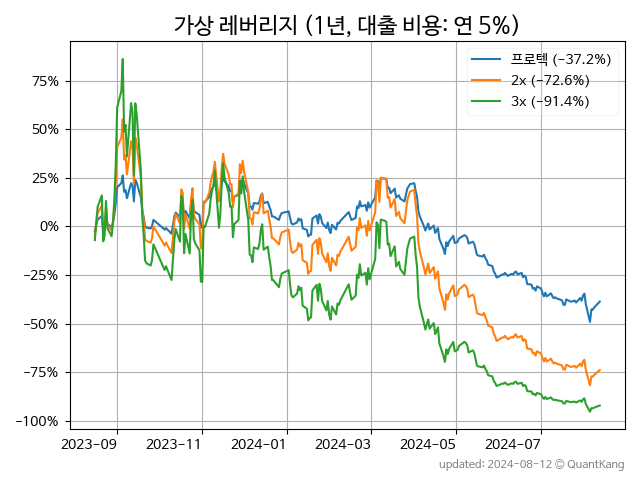 가상 레버리지 (1년, 대출 비용: 연 5%)
프로텍 (−37.2%)
2x (−72.6%)
3x (−91.4%)
75%
50%
25%
0%
−25%
−50%
−75%
−100%
2023-09 2023-11 2024-01 2024-03 2024-05 2024-07
updated: 2024-08-12 © QuantKang